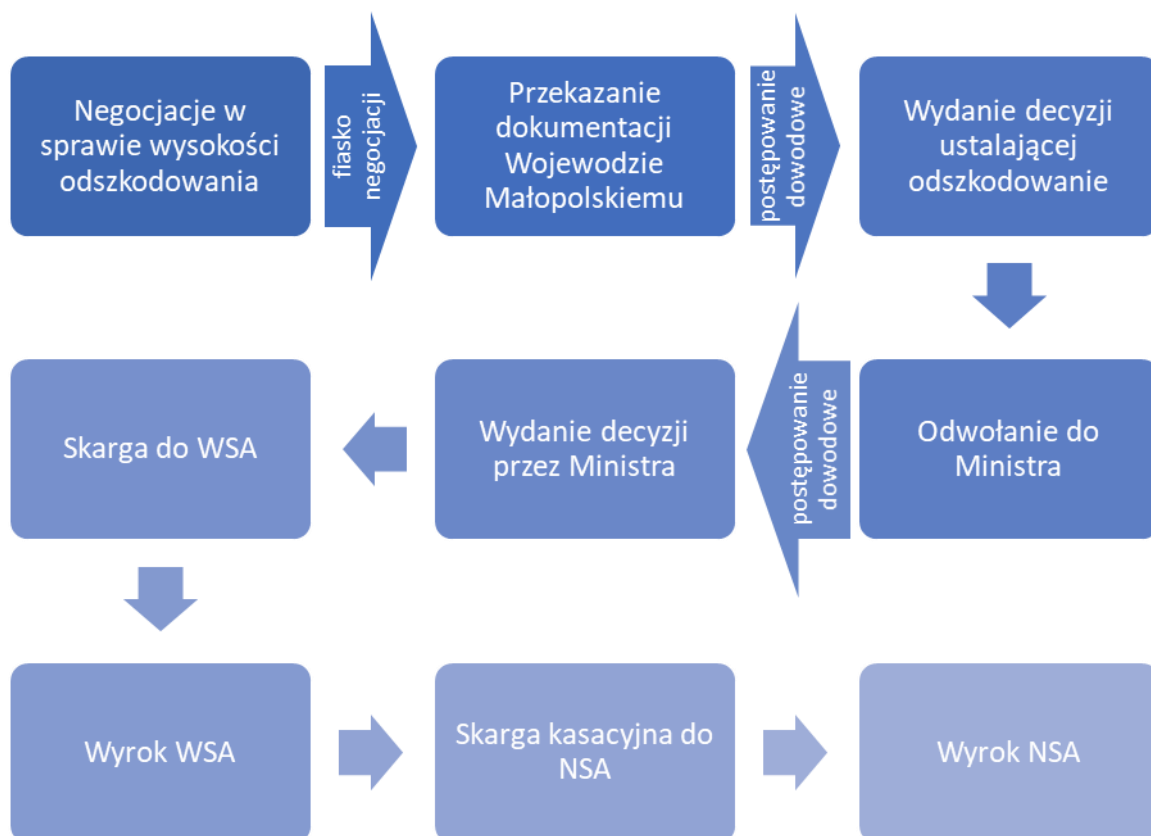 Negocjacje w
sprawie wysokości
odszkodowania
fiasko
negocjacji
Przekazanie
dokumentacji
Wojewodzie
Małopolskiemu
postępowanie
dowodowe
Wydanie decyzji
ustalającej
odszkodowanie
Odwołanie do
Ministra
postępowanie
dowodowe
Wydanie decyzji
przez Ministra
Skarga do WSA
Wyrok WSA
Skarga kasacyjna do
NSA
Wyrok NSA